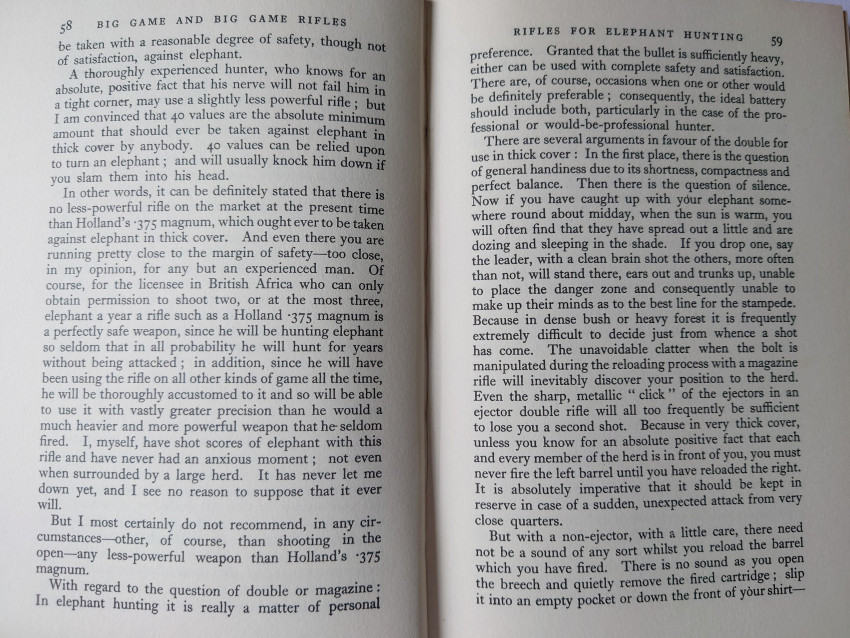 58 BIG GAME AND BIG GAME RIFLES
be taken with a reasonable degree of safety, though not
of satisfaction, against elephant.
A thoroughly experienced hunter, who knows for an
absolute, positive fact that his nerve will not fail him in
a tight corner, may use a slightly less powerful rifle ; but
I am convinced that 40 values are the absolute minimum
amount that should ever be taken against elephant in
thick cover by anybody. 40 values can be relied upon
to turn an elephant ; and will usually knock him down if
you slam them into his head.
In other words, it can be definitely stated that there is
no less-powerful rifle on the market at the present time
than Holland's ·375 magnum, which ought ever to be taken
against elephant in thick cover. And even there you are
running pretty close to the margin of safety—too close,
in my opinion, for any but an experienced man. Of
course, for the licensee in British Africa who can only
obtain permission to shoot two, or at the most three,
elephant a year a rifle such as a Holland ·375 magnum is
a perfectly safe weapon, since he will be hunting elephant
so seldom that in all probability he will hunt for years
without being attacked ; in addition, since he will have
been using the rifle on all other kinds of game all the time,
he will be thoroughly accustomed to it and so will be able
to use it with vastly greater precision than he would a
much heavier and more powerful weapon that he seldom
fired. I, myself, have shot scores of elephant with this
rifle and have never had an anxious moment ; not even
when surrounded by a large herd. It has never let me
down yet, and I see no reason to suppose that it ever
will.
But I most certainly do not recommend, in any cir-
cumstances—other, of course, than shooting in the
open—any less-powerful weapon than Holland's ·375
magnum.
With regard to the question of double or magazine :
In elephant hunting it is really a matter of personal
RIFLES FOR ELEPHANT HUNTING 59
preference. Granted that the bullet is sufficiently heavy,
either can be used with complete safety and satisfaction.
There are, of course, occasions when one or other would
be definitely preferable ; consequently, the ideal battery
should include both, particularly in the case of the pro-
fessional or would-be-professional hunter.
There are several arguments in favour of the double for
use in thick cover : In the first place, there is the question
of general handiness due to its shortness, compactness and
perfect balance. Then there is the question of silence.
Now if you have caught up with your elephant some-
where round about midday, when the sun is warm, you
will often find that they have spread out a little and are
dozing and sleeping in the shade. If you drop one, say
the leader, with a clean brain shot the others, more often
than not, will stand there, ears out and trunks up, unable
to place the danger zone and consequently unable to
make up their minds as to the best line for the stampede.
Because in dense bush or heavy forest it is frequently
extremely difficult to decide just from whence a shot
has come. The unavoidable clatter when the bolt is
manipulated during the reloading process with a magazine
rifle will inevitably discover your position to the herd.
Even the sharp, metallic “ click ” of the ejectors in an
ejector double rifle will all too frequently be sufficient
to lose you a second shot. Because in very thick cover,
unless you know for an absolute positive fact that each
and every member of the herd is in front of you, you must
never fire the left barrel until you have reloaded the right.
It is absolutely imperative that it should be kept in
reserve in case of a sudden, unexpected attack from very
close quarters.
But with a non-ejector, with a little care, there need
not be a sound of any sort whilst you reload the barrel
which you have fired. There is no sound as you open
the breech and quietly remove the fired cartridge ; slip
it into an empty pocket or down the front of your shirt—